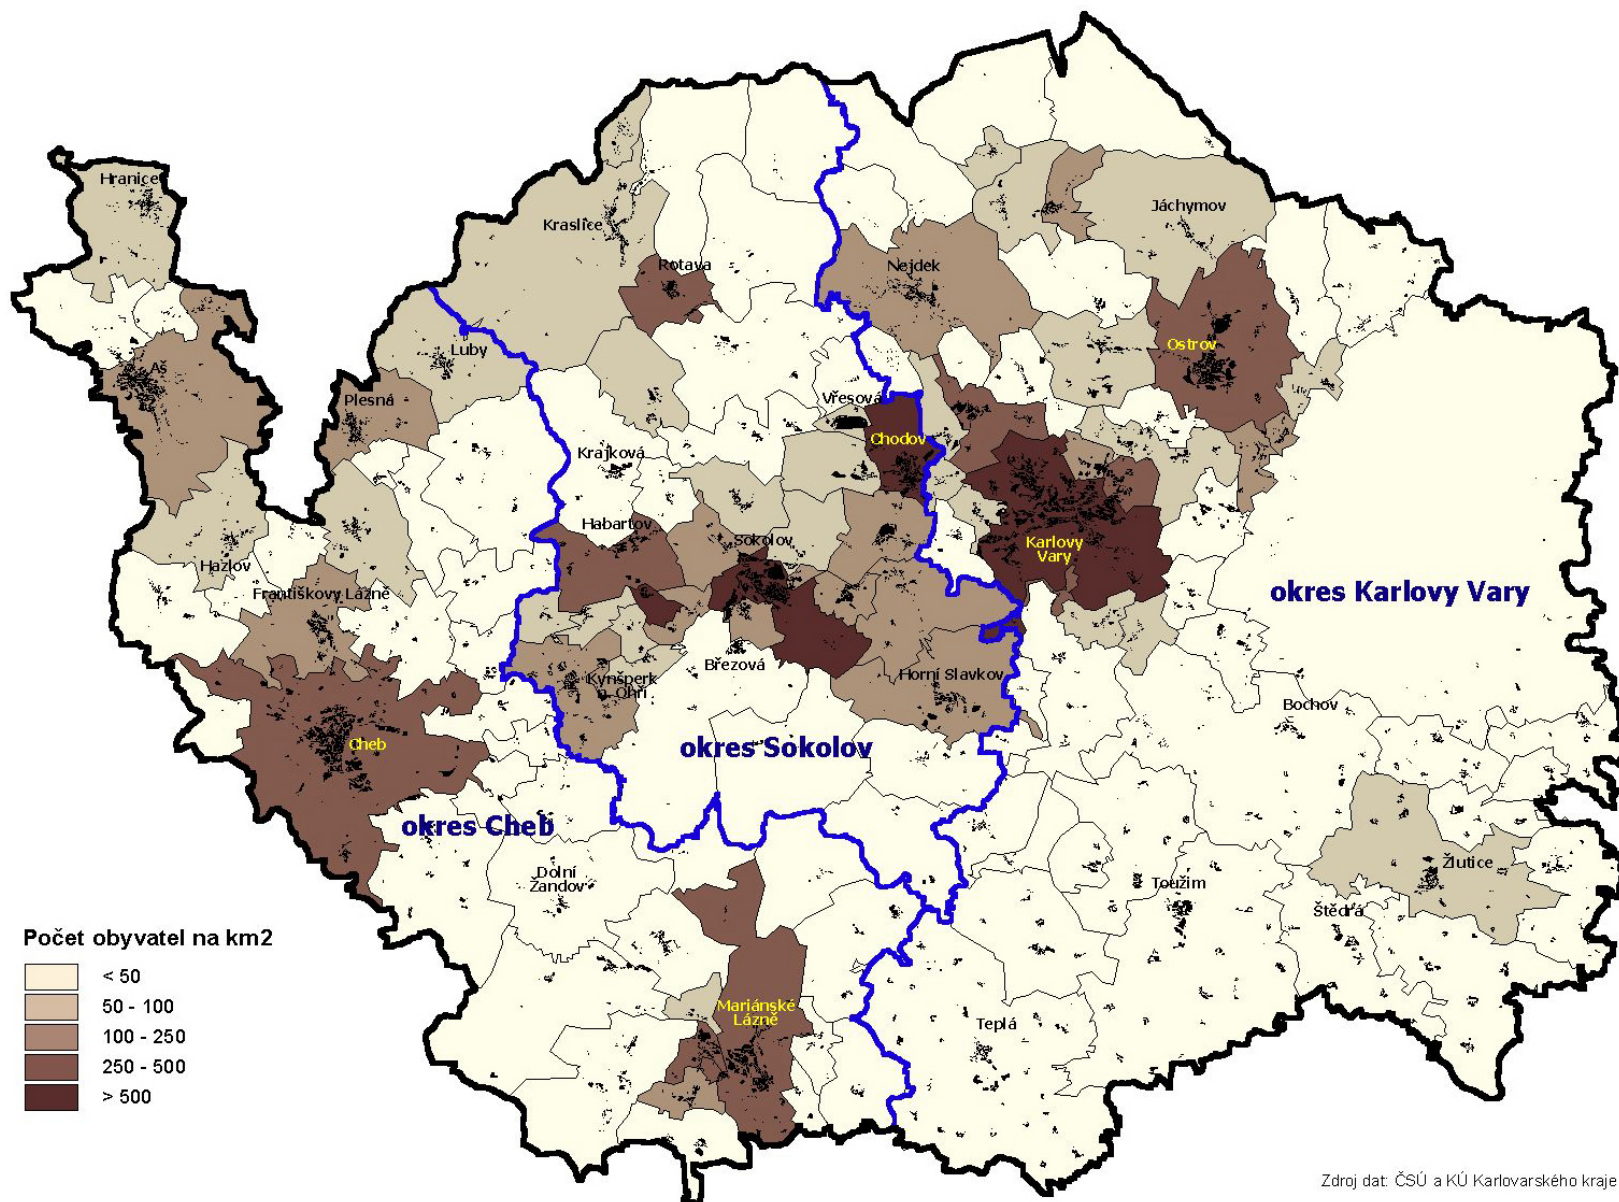 Hranice
Kraslice
Jáchymov
Rotava
Nejdek
Ostrov
Luby
Aš
Plesná
Vřesová
Chodov
Krajková
Habartov
Sokolov
Karlovy
Vary
Hazlov
Františkovy Lázně
okres Karlovy Vary
Březová
Kynšperk
n. Ohří
Horní Slavkov
Bochov
Cheb
okres Sokolov
okres Cheb
Dolní
Žandov
Žlutice
Toužim
Štědrá
Mariánské
Lázně
Teplá
Počet obyvatel na km2
< 50
50 - 100
100 - 250
250 - 500
> 500
Zdroj dat: ČSÚ a KÚ Karlovarského kraje